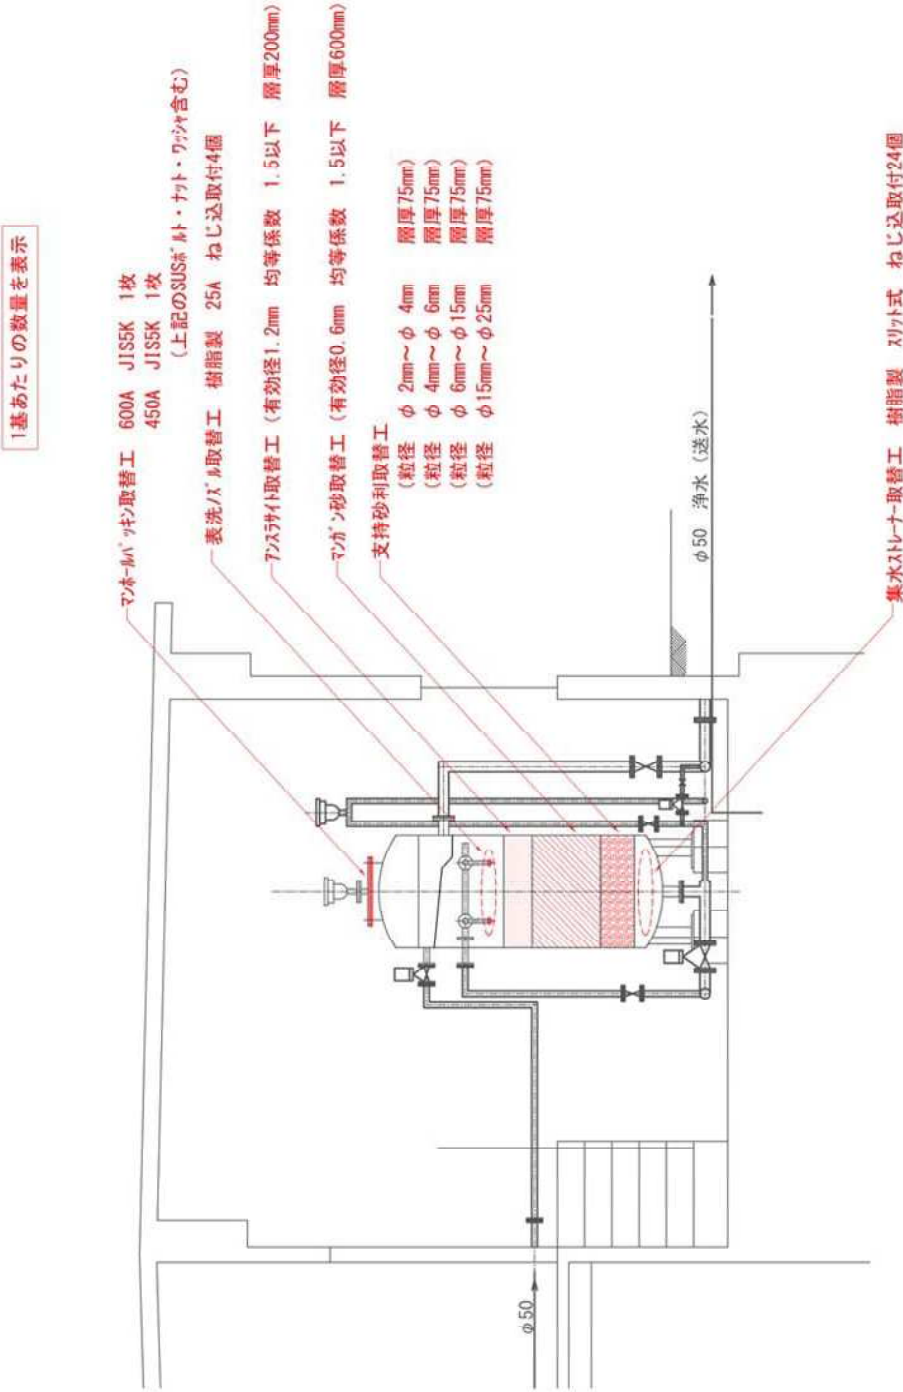 1基あたりの数量を表示
マンホールパッキン取替工 600A JIS5K 1枚
450A JIS5K 1枚
(上記のSUSボルト・ナット・ワッシャ含む)
表洗ノズル取替工 樹脂製 25A ねじ込取付4個
アンスラサイト取替工 (有効径1.2mm 均等係数 1.5以下 層厚200mm)
マンガン砂取替工 (有効径0.6mm 均等係数 1.5以下 層厚600mm)
支持砂利取替工
(粒径 φ 2mm～φ 4mm 層厚75mm)
(粒径 φ 4mm～φ 6mm 層厚75mm)
(粒径 φ 6mm～φ15mm 層厚75mm)
(粒径 φ15mm～φ25mm 層厚75mm)
φ50 浄水 (送水)
集水ストレーナー取替工 樹脂製 スリット式 ねじ込取付24個
φ50